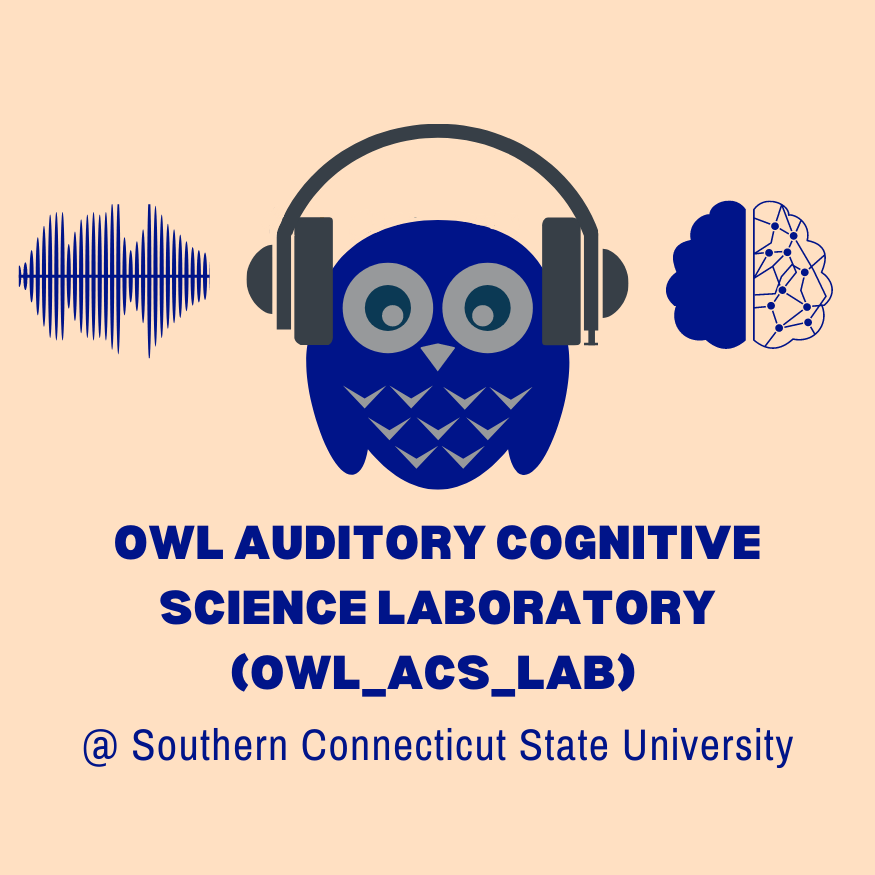 OWL AUDITORY COGNITIVE
SCIENCE LABORATORY
(OWL_ACS_LAB)
@ Southern Connecticut State University